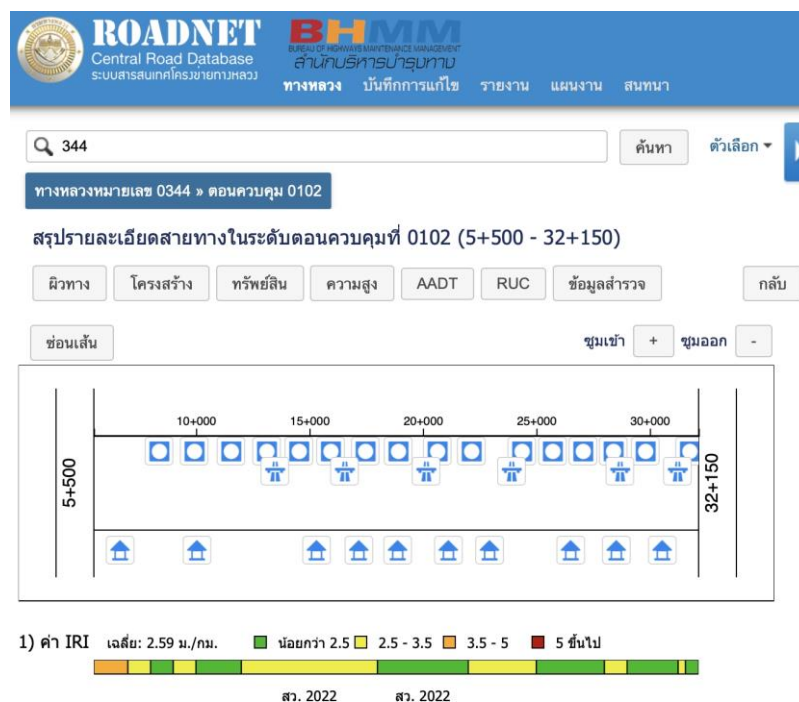 ROADNET
Central Road Database
ระบบสารสนเทศโครงข่ายทางหลวง
BHMM
BUREAU OF HIGHWAYS MAINTENANCE MANAGEMENT
สำนักบริหารบำรุงทาง
ทางหลวง บันทึกการแก้ไข รายงาน แผนงาน สนทนา
344 ค้นหา ตัวเลือก
ทางหลวงหมายเลข 0344 » ตอนควบคุม 0102
สรุปรายละเอียดสายทางในระดับตอนควบคุมที่ 0102 (5+500 - 32+150)
ผิวทาง โครงสร้าง ทรัพย์สิน ความสูง AADT RUC ข้อมูลสำรวจ กลับ
ซ่อนเส้น ซูมเข้า + ซูมออก -
10+000 15+000 20+000 25+000 30+000
5+500
32+150
1) ค่า IRI เฉลี่ย: 2.59 ม./กม. น้อยกว่า 2.5 2.5 - 3.5 3.5 - 5 5 ขึ้นไป
สว. 2022 สว. 2022